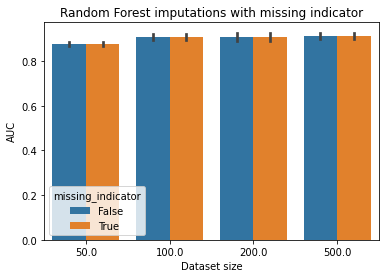 Random Forest imputations with missing indicator
AUC
0.8
0.6
0.4
0.2
0.0
missing_indicator
False
True
50.0 100.0 200.0 500.0
Dataset size